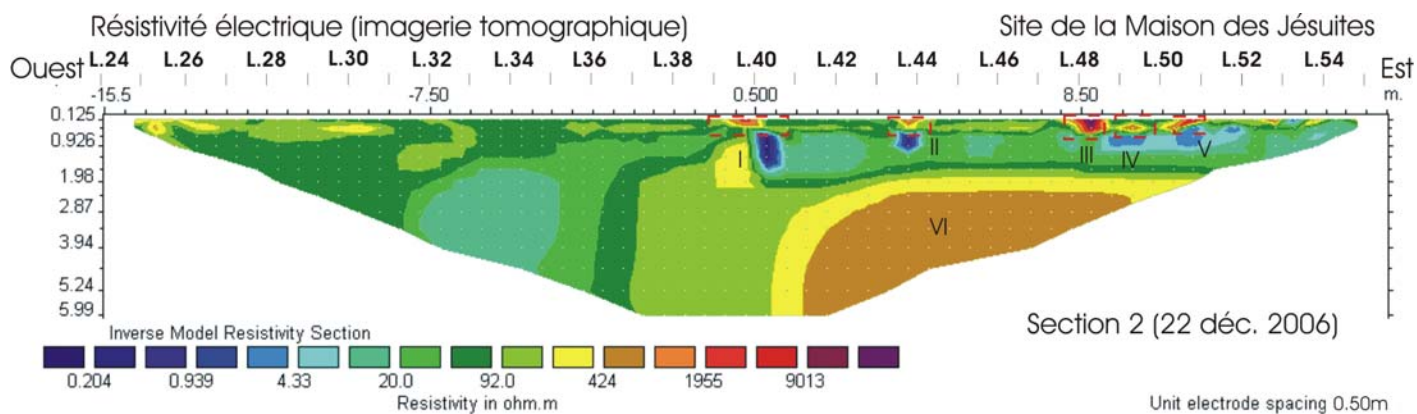 Résistivité électrique (imagerie tomographique) Site de la Maison des Jésuites
Ouest L.24 L.26 L.28 L.30 L.32 L.34 L.36 L.38 L.40 L.42 L.44 L.46 L.48 L.50 L.52 L.54 Est
-15.5 -7.50 0.500 8.50 m.
0.125
0.926
I II III IV V
1.98
2.87
VI
3.94
5.24
5.99
Section 2 (22 déc. 2006)
Inverse Model Resistivity Section
0.204 0.939 4.33 20.0 92.0 424 1955 9013
Resistivity in ohm.m Unit electrode spacing 0.50m